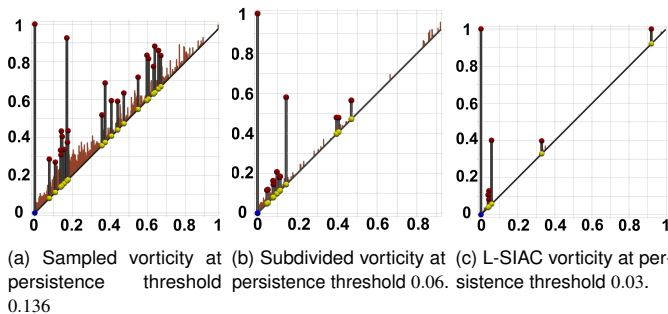 1
0.8
0.6
0.4
0.2
0
0 0.2 0.4 0.6 0.8 1
1
0.8
0.6
0.4
0.2
0
0 0.2 0.4 0.6 0.8
1
0.8
0.6
0.4
0.2
0
0 0.2 0.4 0.6 0.8 1
(a) Sampled vorticity at
persistence threshold
0.136
(b) Subdivided vorticity at
persistence threshold 0.06.
(c) L-SIAC vorticity at per-
sistence threshold 0.03.